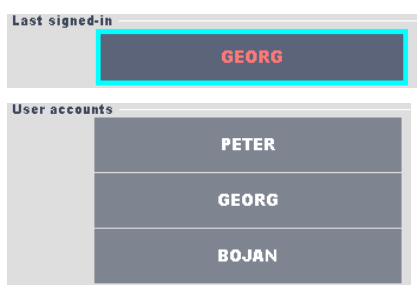 Last signed-in
GEORG
User accounts
PETER
GEORG
BOJAN